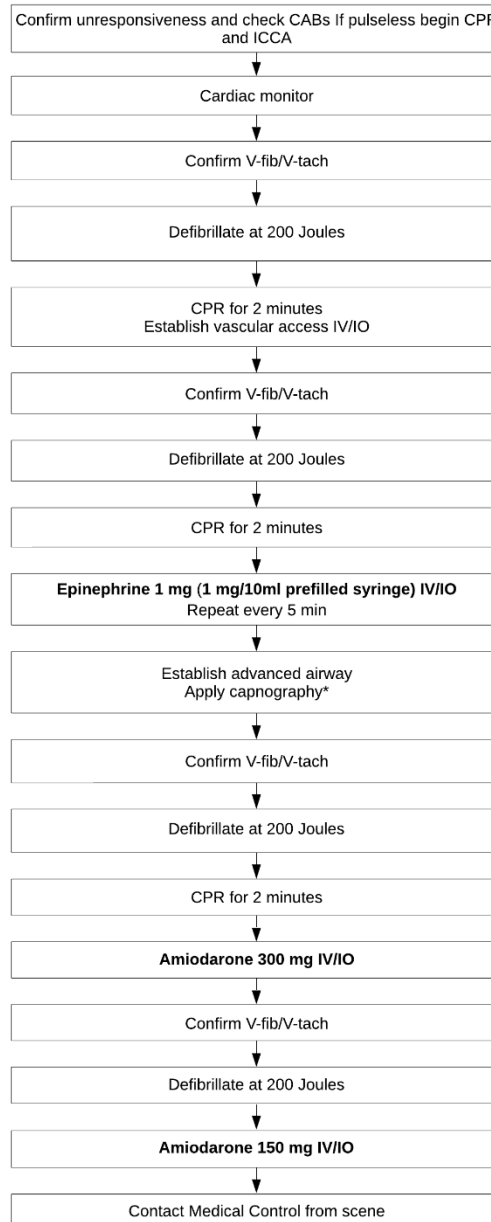 Confirm unresponsiveness and check CABs If pulseless begin CPR
and ICCA
Cardiac monitor
Confirm V-fib/V-tach
Defibrillate at 200 Joules
CPR for 2 minutes
Establish vascular access IV/IO
Confirm V-fib/V-tach
Defibrillate at 200 Joules
CPR for 2 minutes
Epinephrine 1 mg (1 mg/10ml prefilled syringe) IV/IO
Repeat every 5 min
Establish advanced airway
Apply capnography*
Confirm V-fib/V-tach
Defibrillate at 200 Joules
CPR for 2 minutes
Amiodarone 300 mg IV/IO
Confirm V-fib/V-tach
Defibrillate at 200 Joules
Amiodarone 150 mg IV/IO
Contact Medical Control from scene